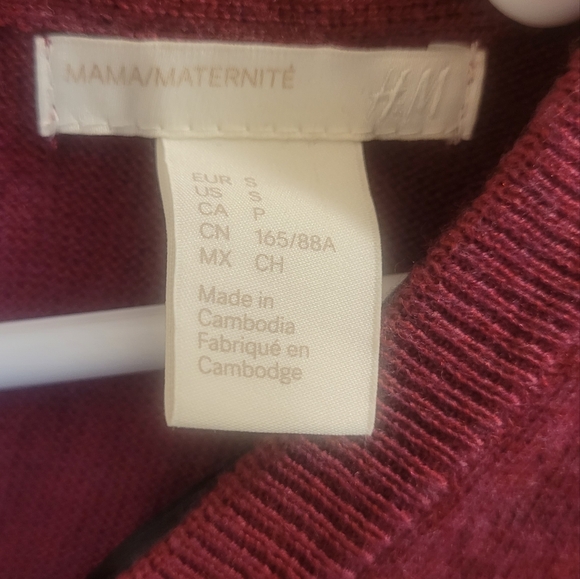 MAMA/MATERNITÉ H&M
EUR S
US S
CA P
CN 165/88A
MX CH
Made in
Cambodia
Fabriqué en
Cambodge